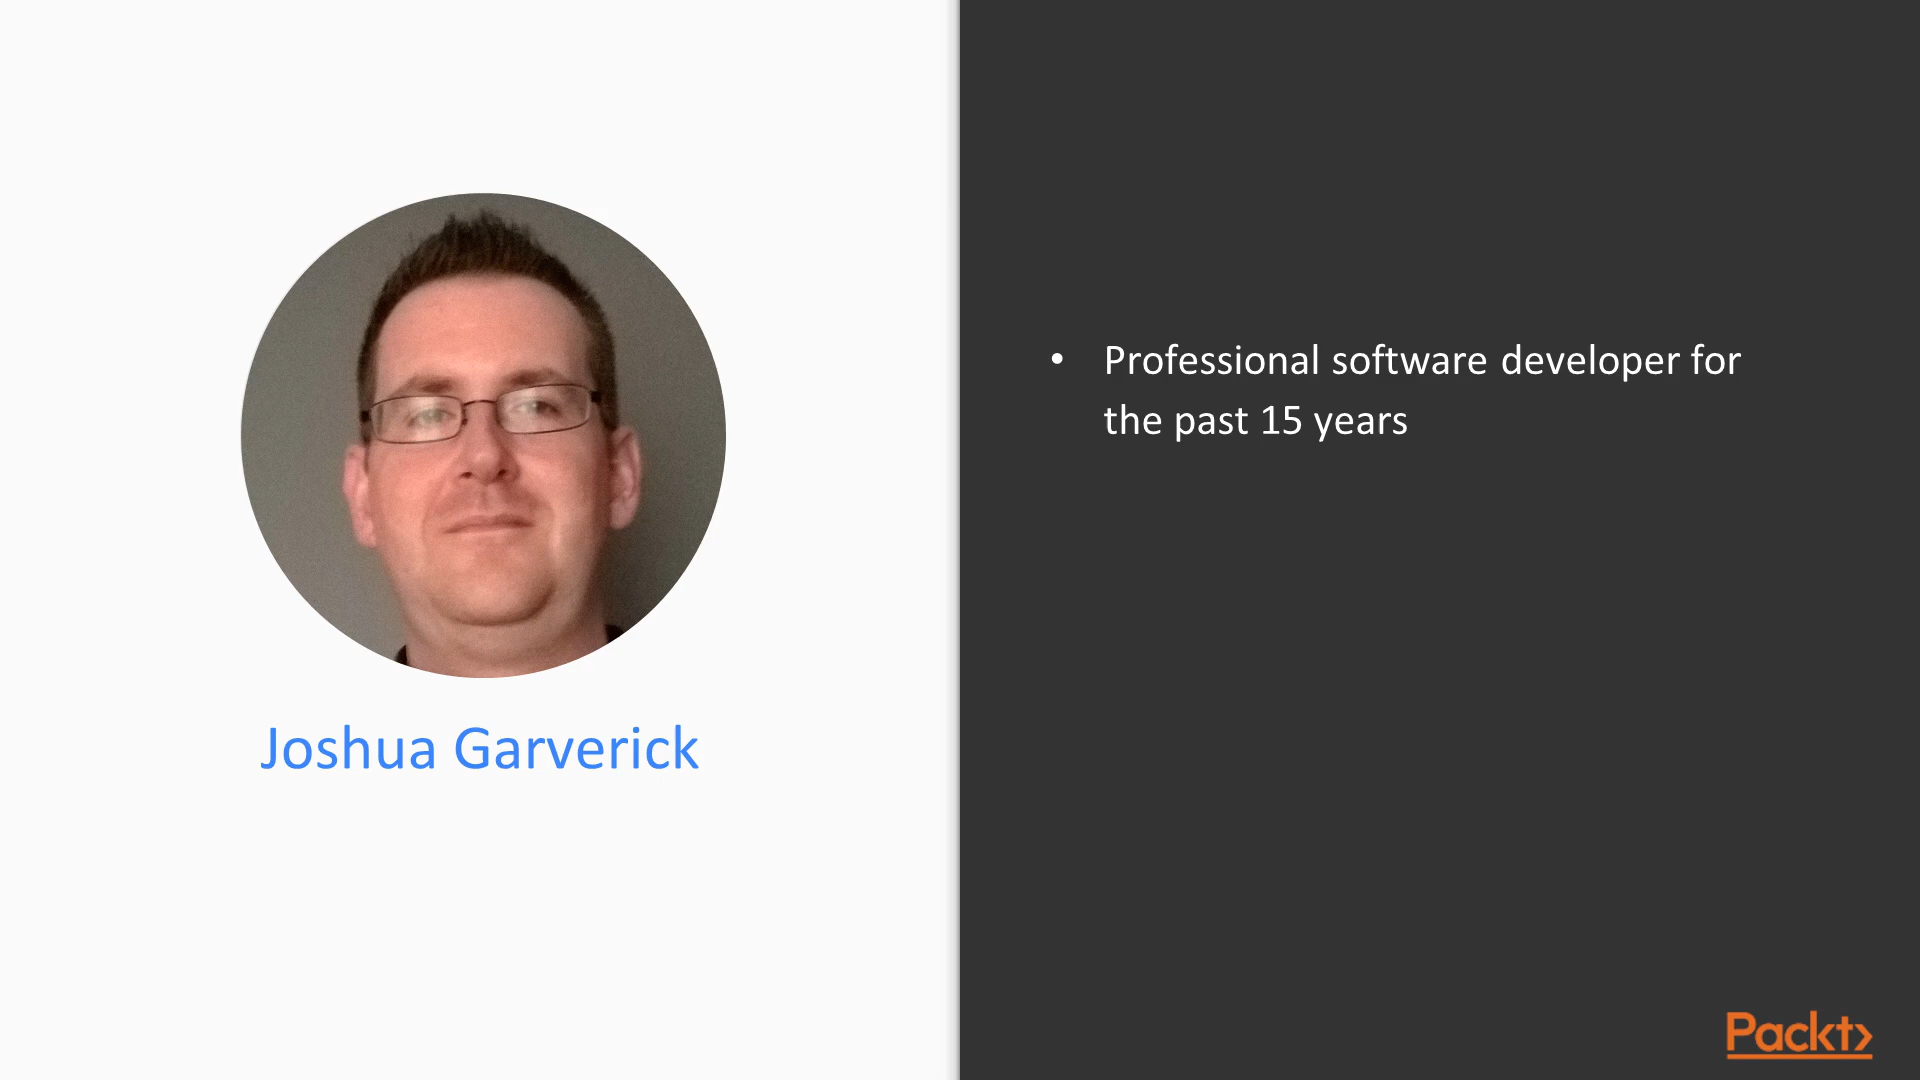 Joshua Garverick
• Professional software developer for
the past 15 years
Packt>